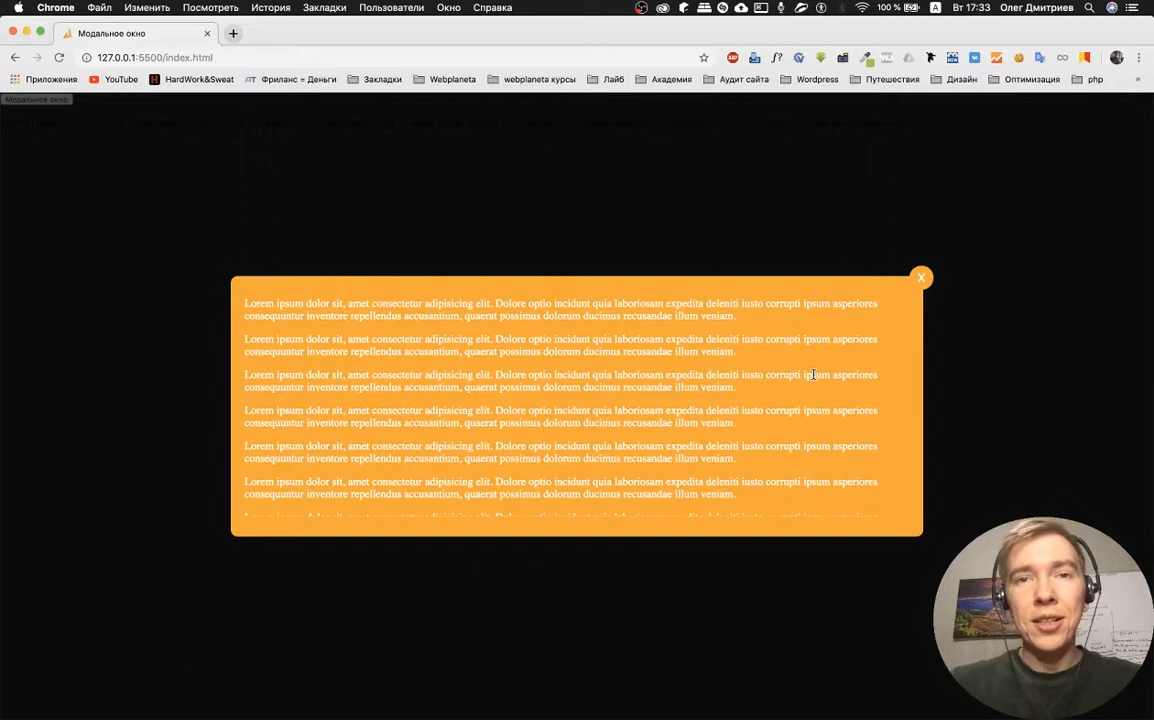 Chrome Файл Изменить Посмотреть История Закладки Пользователи Окно Справка 100 % Вт 17:33 Олег Дмитриев
Модальное окно
127.0.0.1:5500/index.html
Приложения YouTube HardWork&Sweat Фриланс = Деньги Закладки Webplaneta webplaneta курсы Лайб Академия Аудит сайта Wordpress Путешествия Дизайн Оптимизация php »
Модальное окно
X
Lorem ipsum dolor sit, amet consectetur adipisicing elit. Dolore optio incidunt quia laboriosam expedita deleniti iusto corrupti ipsum asperiores
consequuntur inventore repellendus accusantium, quaerat possimus dolorum ducimus recusandae illum veniam.
Lorem ipsum dolor sit, amet consectetur adipisicing elit. Dolore optio incidunt quia laboriosam expedita deleniti iusto corrupti ipsum asperiores
consequuntur inventore repellendus accusantium, quaerat possimus dolorum ducimus recusandae illum veniam.
Lorem ipsum dolor sit, amet consectetur adipisicing elit. Dolore optio incidunt quia laboriosam expedita deleniti iusto corrupti ipsum asperiores
consequuntur inventore repellendus accusantium, quaerat possimus dolorum ducimus recusandae illum veniam.
Lorem ipsum dolor sit, amet consectetur adipisicing elit. Dolore optio incidunt quia laboriosam expedita deleniti iusto corrupti ipsum asperiores
consequuntur inventore repellendus accusantium, quaerat possimus dolorum ducimus recusandae illum veniam.
Lorem ipsum dolor sit, amet consectetur adipisicing elit. Dolore optio incidunt quia laboriosam expedita deleniti iusto corrupti ipsum asperiores
consequuntur inventore repellendus accusantium, quaerat possimus dolorum ducimus recusandae illum veniam.
Lorem ipsum dolor sit, amet consectetur adipisicing elit. Dolore optio incidunt quia laboriosam expedita deleniti iusto corrupti ipsum asperiores
consequuntur inventore repellendus accusantium, quaerat possimus dolorum ducimus recusandae illum veniam.